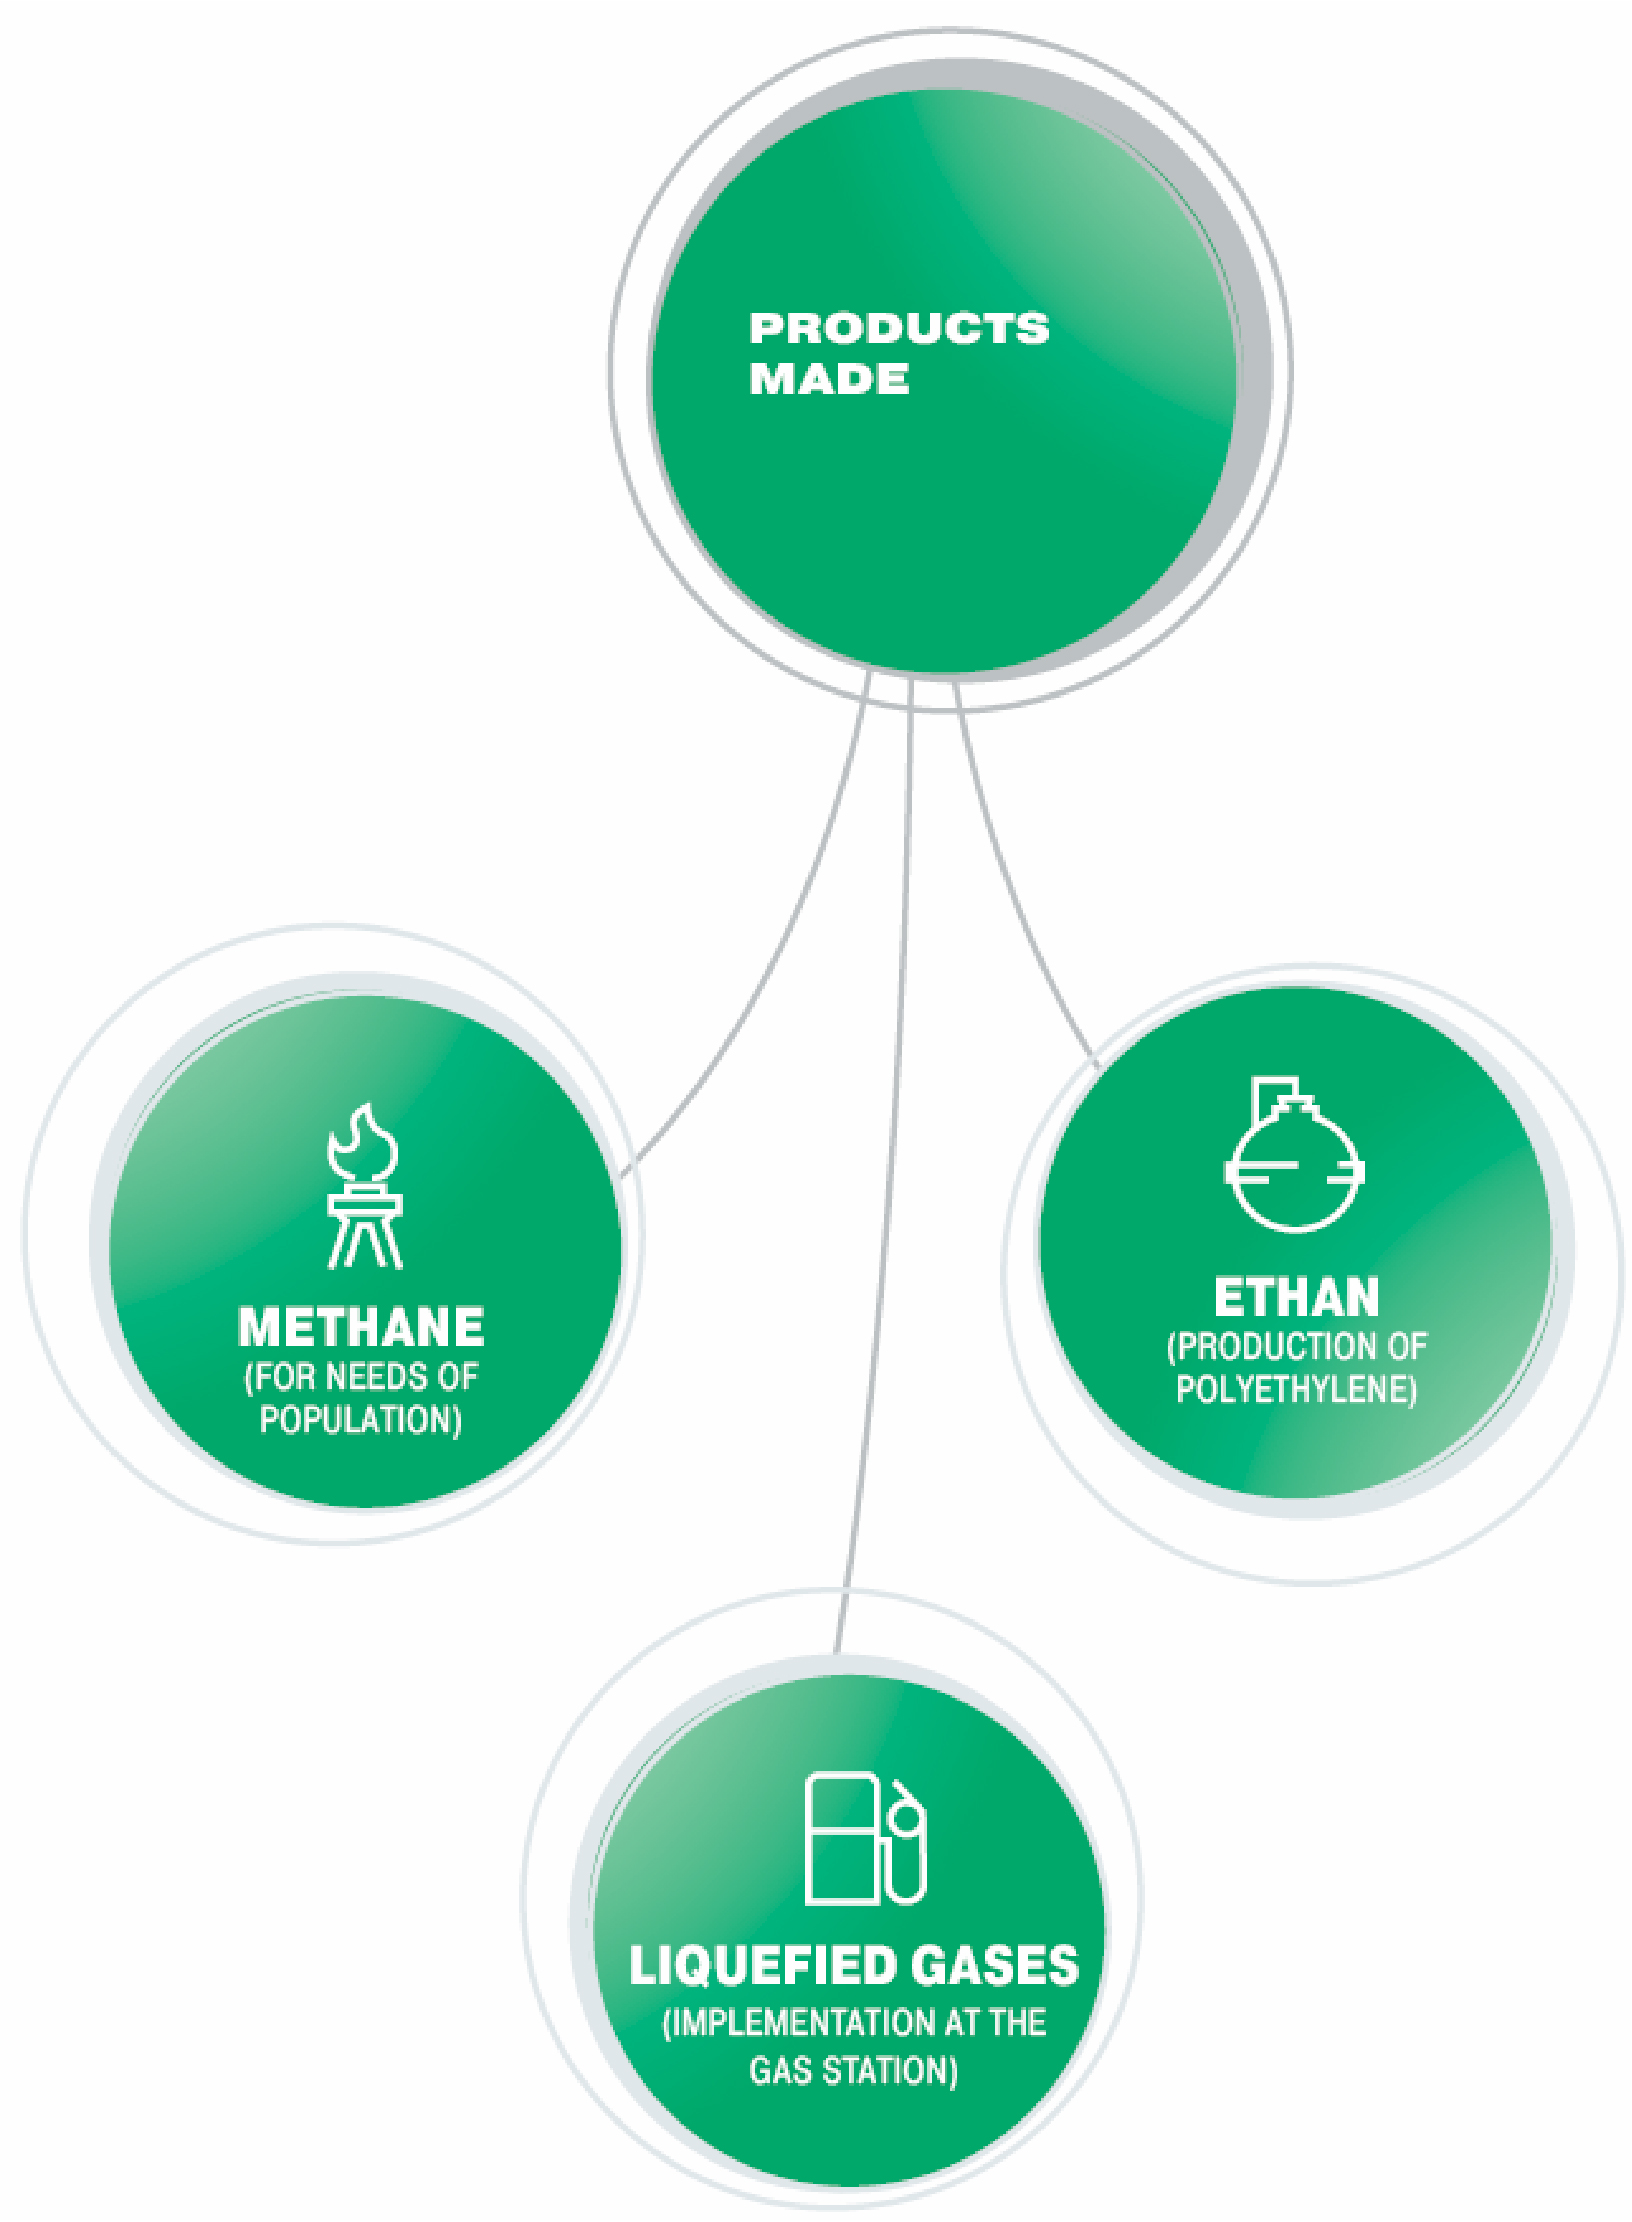 PRODUCTS
MADE
METHANE
(FOR NEEDS OF
POPULATION)
ETHAN
(PRODUCTION OF
POLYETHYLENE)
LIQUEFIED GASES
(IMPLEMENTATION AT THE
GAS STATION)